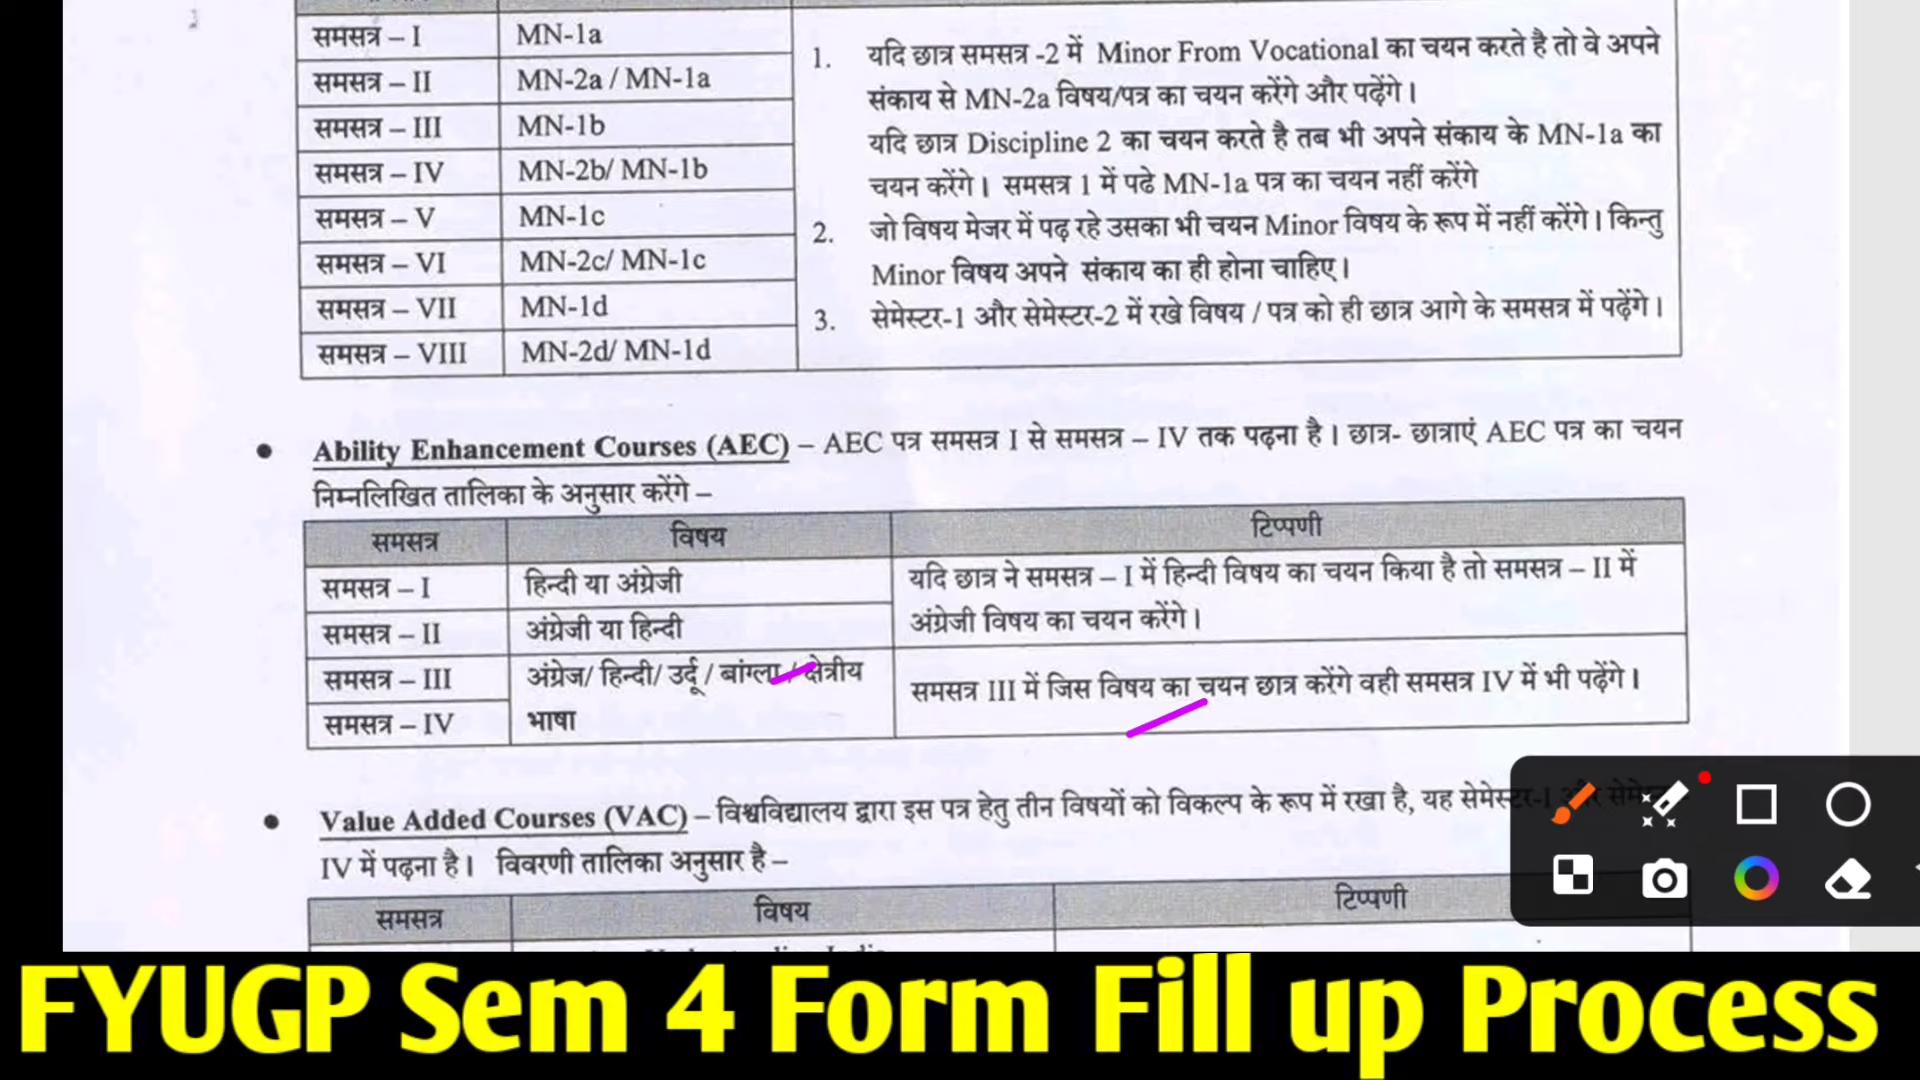 समसत्र – I MN-1a
समसत्र – II MN-2a / MN-1a
समसत्र – III MN-1b
समसत्र – IV MN-2b/ MN-1b
समसत्र – V MN-1c
समसत्र – VI MN-2c/ MN-1c
समसत्र – VII MN-1d
समसत्र – VIII MN-2d/ MN-1d
1. यदि छात्र समसत्र -2 में Minor From Vocational का चयन करते है तो वे अपने
संकाय से MN-2a विषय/पत्र का चयन करेंगे और पढ़ेंगे।
यदि छात्र Discipline 2 का चयन करते है तब भी अपने संकाय के MN-1a का
चयन करेंगे। समसत्र 1 में पढे MN-1a पत्र का चयन नहीं करेंगे
2. जो विषय मेजर में पढ़ रहे उसका भी चयन Minor विषय के रूप में नहीं करेंगे। किन्तु
Minor विषय अपने संकाय का ही होना चाहिए।
3. सेमेस्टर-1 और सेमेस्टर-2 में रखे विषय / पत्र को ही छात्र आगे के समसत्र में पढ़ेंगे।
• Ability Enhancement Courses (AEC) – AEC पत्र समसत्र I से समसत्र – IV तक पढ़ना है। छात्र- छात्राएं AEC पत्र का चयन
निम्नलिखित तालिका के अनुसार करेंगे –
समसत्र विषय टिप्पणी
समसत्र – I हिन्दी या अंग्रेजी
समसत्र – II अंग्रेजी या हिन्दी
यदि छात्र ने समसत्र – I में हिन्दी विषय का चयन किया है तो समसत्र – II में
अंग्रेजी विषय का चयन करेंगे।
समसत्र – III अंग्रेज/ हिन्दी/ उर्दू / बांग्ला / क्षेत्रीय
समसत्र – IV भाषा
समसत्र III में जिस विषय का चयन छात्र करेंगे वही समसत्र IV में भी पढ़ेंगे।
• Value Added Courses (VAC) – विश्वविद्यालय द्वारा इस पत्र हेतु तीन विषयों को विकल्प के रूप में रखा है, यह सेमेस्टर-I
IV में पढ़ना है। विवरणी तालिका अनुसार है –
समसत्र विषय टिप्पणी
FYUGP Sem 4 Form Fill up Process